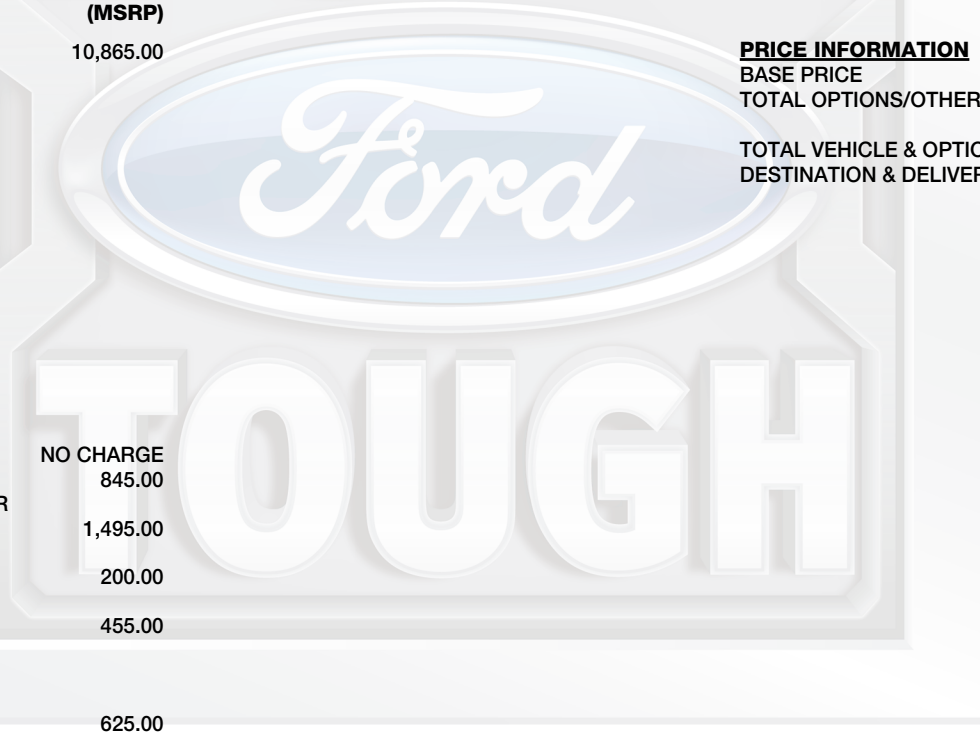 (MSRP)
10,865.00
NO CHARGE
845.00
R
1,495.00
200.00
455.00
625.00
PRICE INFORMATION
BASE PRICE
TOTAL OPTIONS/OTHER
TOTAL VEHICLE & OPTIO
DESTINATION & DELIVER
Ford
TOUGH